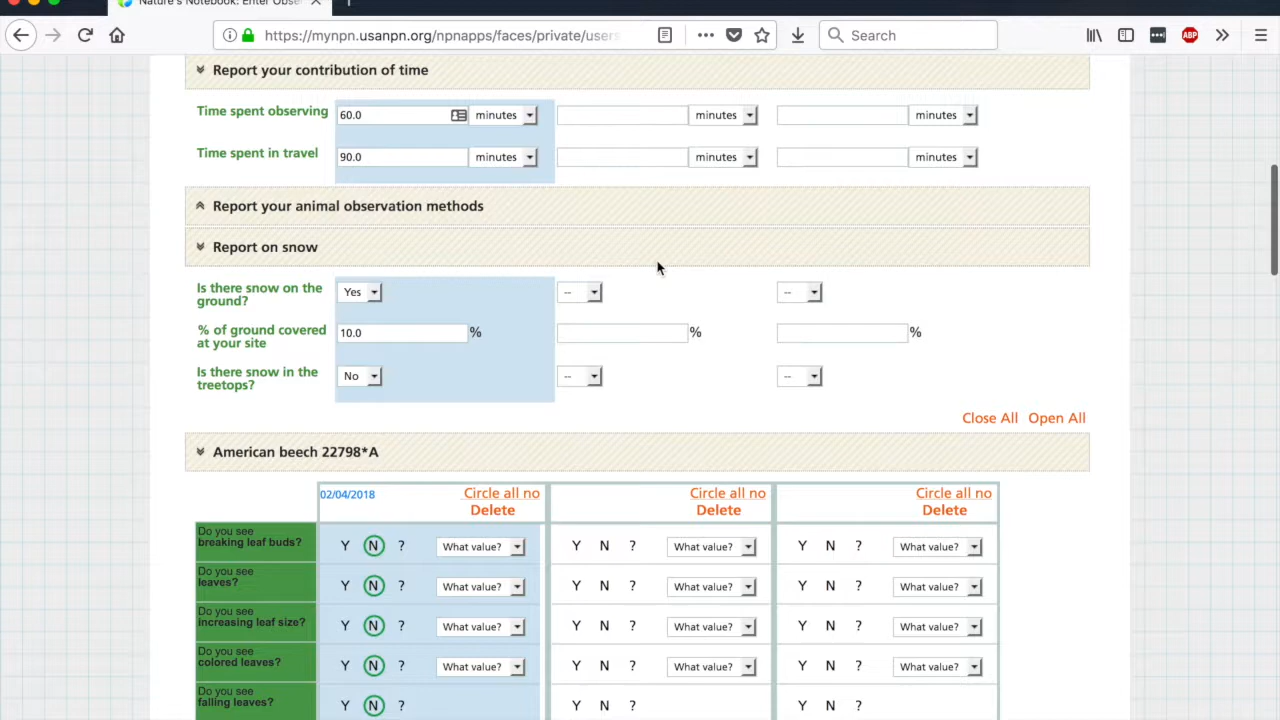 Nature's Notebook: Enter Obser
https://mynpn.usanpn.org/npnapps/faces/private/users
Search
ABP
Report your contribution of time
Time spent observing 60.0 minutes minutes minutes
Time spent in travel 90.0 minutes minutes minutes
Report your animal observation methods
Report on snow
Is there snow on the
ground?
Yes -- --
% of ground covered
at your site
10.0 % % %
Is there snow in the
treetops?
No -- --
Close All Open All
American beech 22798*A
02/04/2018 Circle all no Circle all no Circle all no
Delete Delete Delete
Do you see
breaking leaf buds?
Y N ? What value? Y N ? What value? Y N ? What value?
Do you see
leaves?
Y N ? What value? Y N ? What value? Y N ? What value?
Do you see
increasing leaf size?
Y N ? What value? Y N ? What value? Y N ? What value?
Do you see
colored leaves?
Y N ? What value? Y N ? What value? Y N ? What value?
Do you see
falling leaves?
Y N ? Y N ? Y N ?